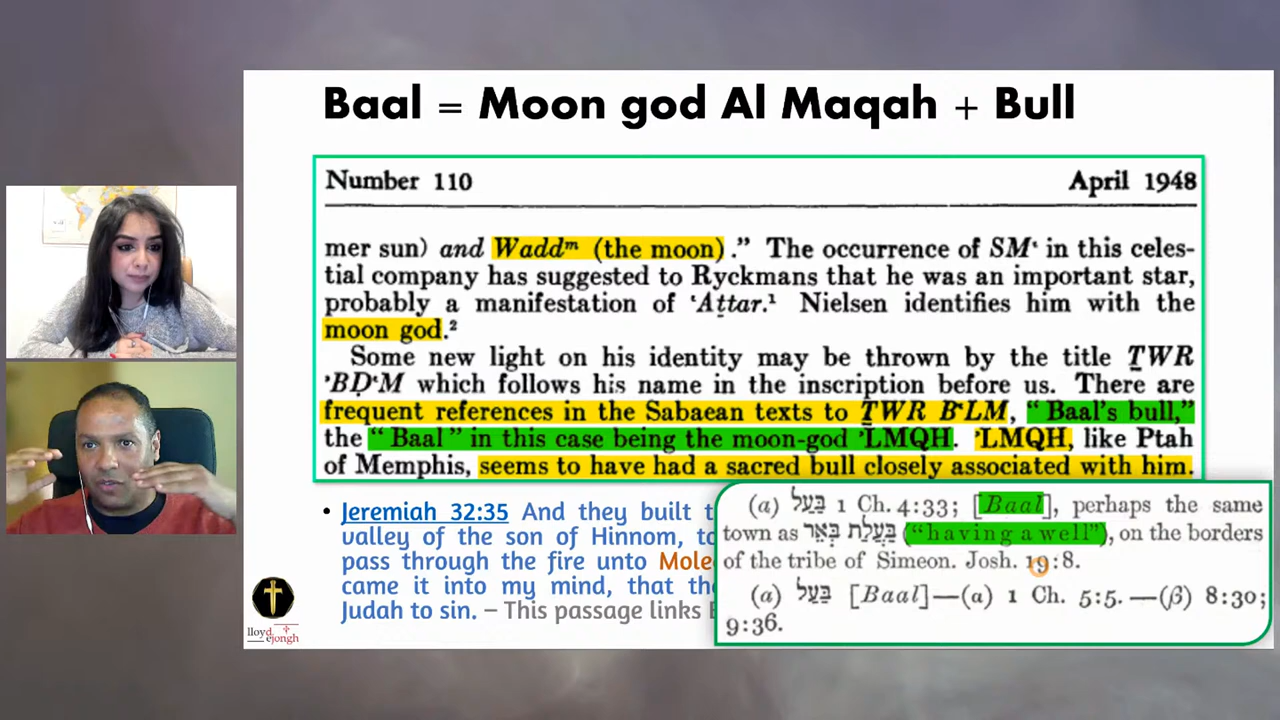 Baal = Moon god Al Maqah + Bull
Number 110 April 1948
mer sun) and Waddᵐ (the moon).” The occurrence of SMʿ in this celes-
tial company has suggested to Ryckmans that he was an important star,
probably a manifestation of ʿAṯtar.¹ Nielsen identifies him with the
moon god.²
Some new light on his identity may be thrown by the title ṮWR
ʾBḌʿM which follows his name in the inscription before us. There are
frequent references in the Sabaean texts to ṮWR BʿLM, “Baal’s bull,”
the “Baal” in this case being the moon-god ʾLMQH. ʾLMQH, like Ptah
of Memphis, seems to have had a sacred bull closely associated with him.
• Jeremiah 32:35 And they built t
valley of the son of Hinnom, to
pass through the fire unto Mole
came it into my mind, that the
Judah to sin. – This passage links
(a) בַּעַל 1 Ch. 4:33; [Baal], perhaps the same
town as בַּעֲלַת בְּאֵר (“having a well”), on the borders
of the tribe of Simeon. Josh. 19:8.
(a) בַּעַל [Baal]—(a) 1 Ch. 5:5. —(β) 8:30;
9:36.
lloyd
ejongh